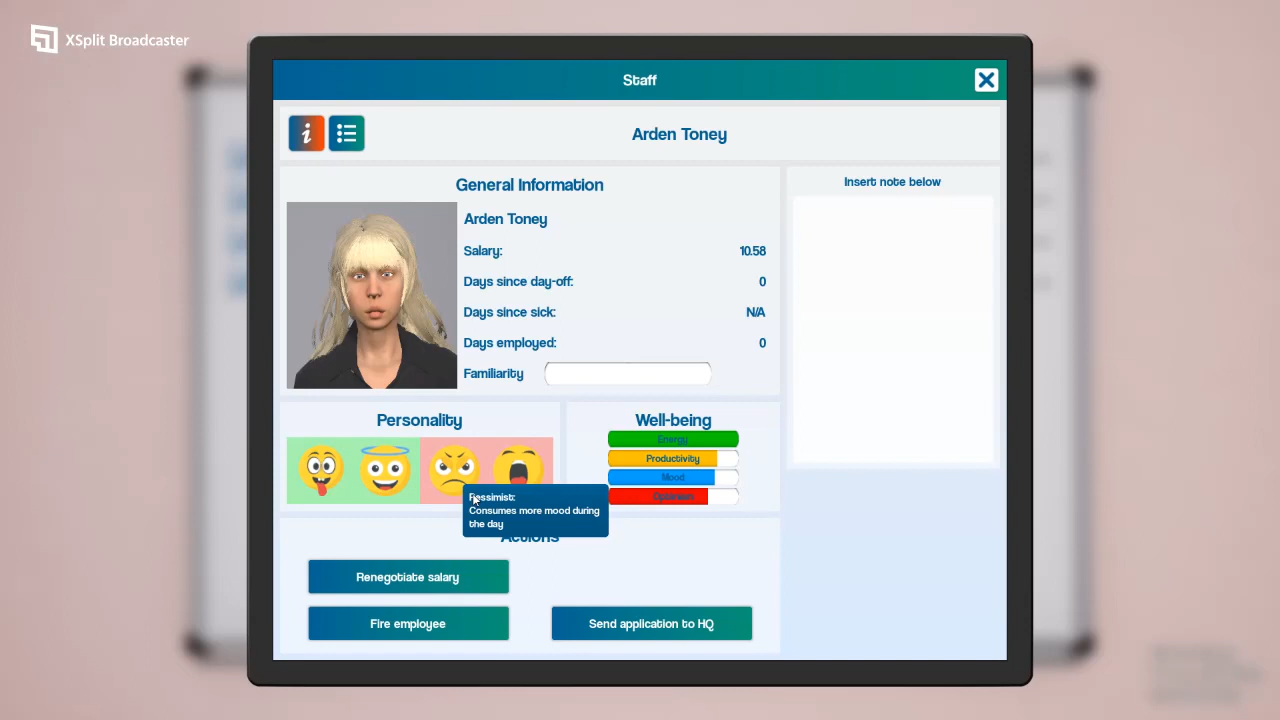 XSplit Broadcaster
Staff
i
Arden Toney
General Information
Arden Toney
Salary: 10.58
Days since day-off: 0
Days since sick: N/A
Days employed: 0
Familiarity
Insert note below
Personality
Well-being
Energy
Productivity
Mood
Optimism
Pessimist:
Consumes more mood during
the day
Actions
Renegotiate salary
Fire employee
Send application to HQ